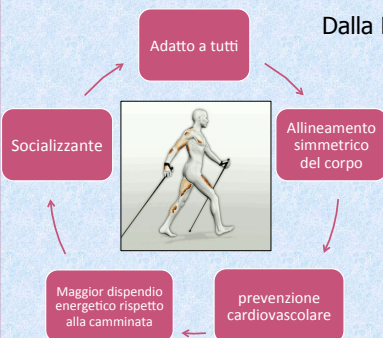 Dalla
Adatto a tutti
Allineamento
simmetrico
del corpo
prevenzione
cardiovascolare
Maggior dispendio
energetico rispetto
alla camminata
Socializzante